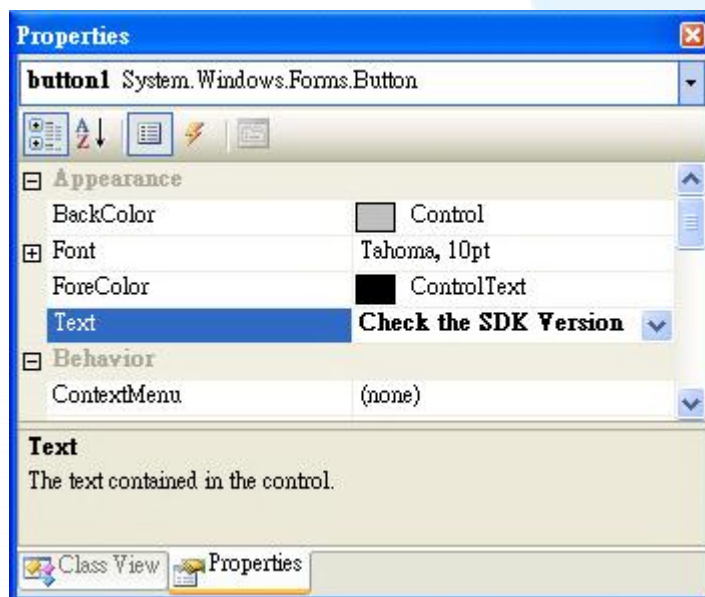 Properties
button1 System.Windows.Forms.Button
A
Z
Appearance
BackColor Control
Font Tahoma, 10pt
ForeColor ControlText
Text Check the SDK Version
Behavior
ContextMenu (none)
Text
The text contained in the control.
Class View Properties